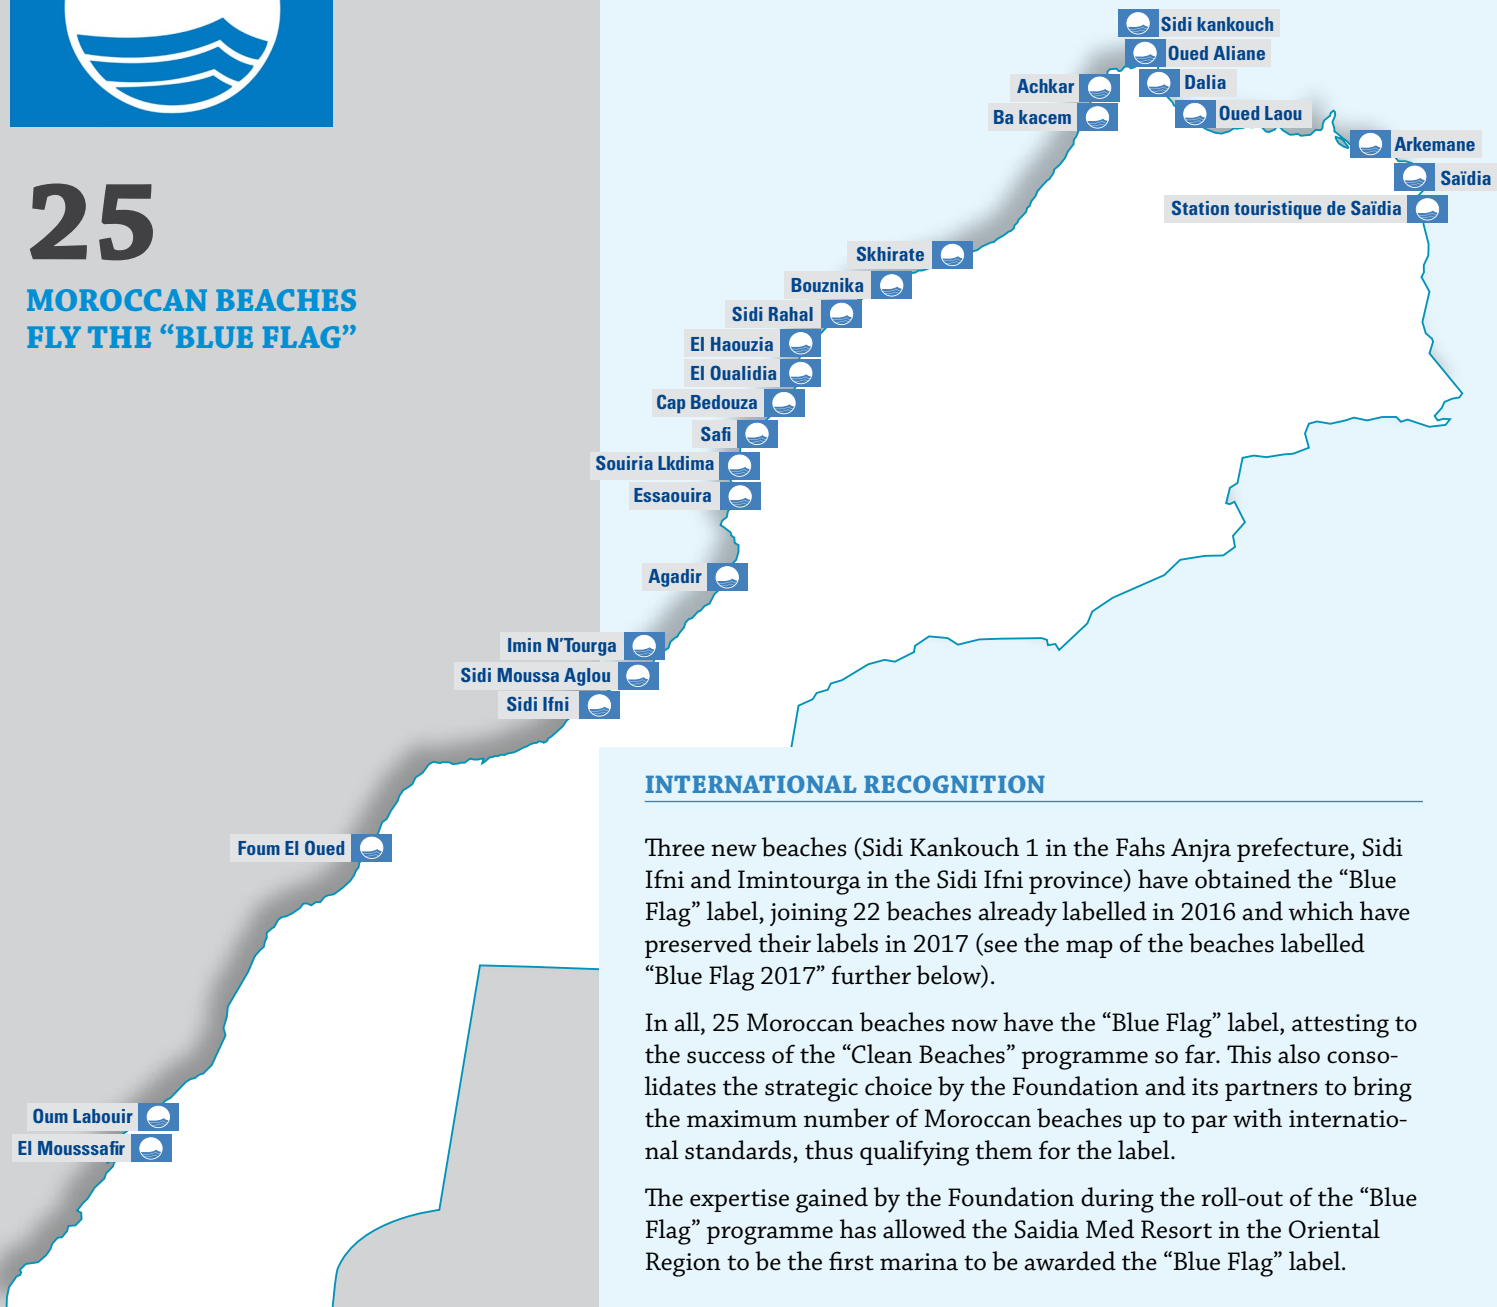 25
MOROCCAN BEACHES
FLY THE “BLUE FLAG”
Sidi kankouch
Oued Aliane
Achkar
Dalia
Ba kacem
Oued Laou
Arkemane
Saïdia
Station touristique de Saïdia
Skhirate
Bouznika
Sidi Rahal
El Haouzia
El Oualidia
Cap Bedouza
Safi
Souiria Lkdima
Essaouira
Agadir
Imin N’Tourga
Sidi Moussa Aglou
Sidi Ifni
Foum El Oued
Oum Labouir
El Mousssafir
INTERNATIONAL RECOGNITION
Three new beaches (Sidi Kankouch 1 in the Fahs Anjra prefecture, Sidi
Ifni and Imintourga in the Sidi Ifni province) have obtained the “Blue
Flag” label, joining 22 beaches already labelled in 2016 and which have
preserved their labels in 2017 (see the map of the beaches labelled
“Blue Flag 2017” further below).
In all, 25 Moroccan beaches now have the “Blue Flag” label, attesting to
the success of the “Clean Beaches” programme so far. This also conso-
lidates the strategic choice by the Foundation and its partners to bring
the maximum number of Moroccan beaches up to par with internatio-
nal standards, thus qualifying them for the label.
The expertise gained by the Foundation during the roll-out of the “Blue
Flag” programme has allowed the Saidia Med Resort in the Oriental
Region to be the first marina to be awarded the “Blue Flag” label.